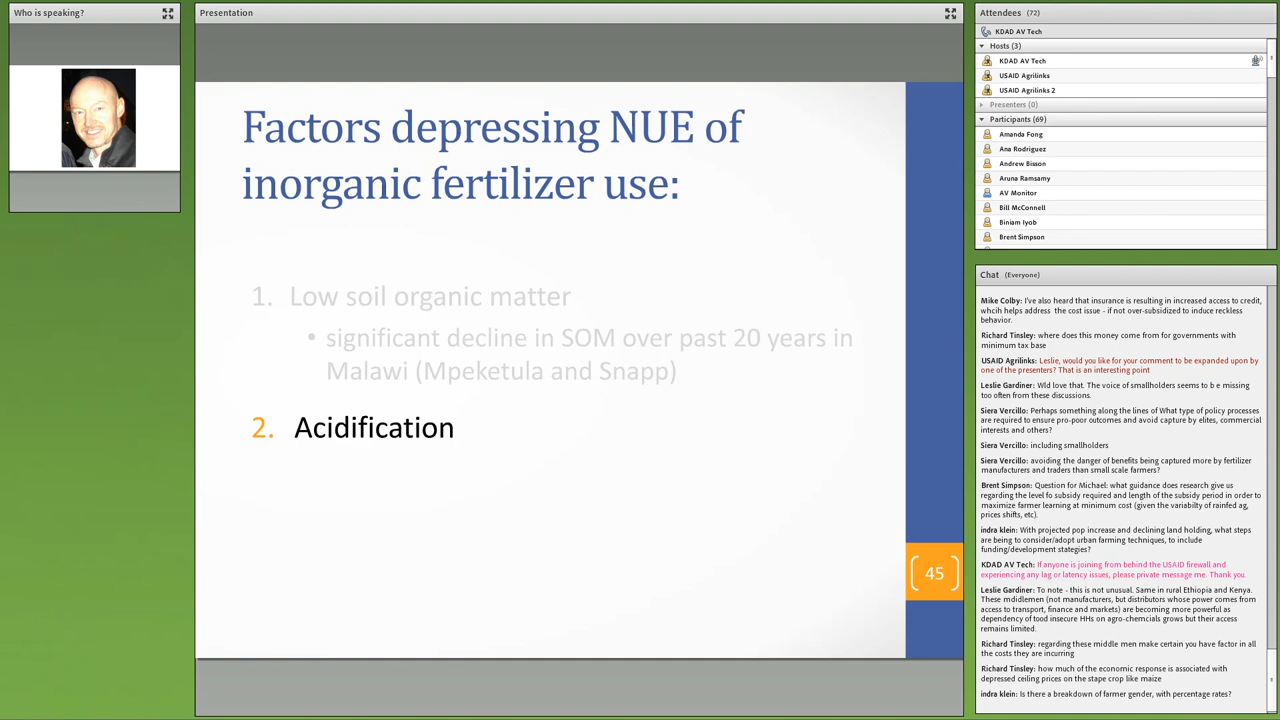 Who is speaking?
Presentation
Factors depressing NUE of
inorganic fertilizer use:
1. Low soil organic matter
• significant decline in SOM over past 20 years in
Malawi (Mpeketula and Snapp)
2. Acidification
45
Attendees (72)
KDAD AV Tech
Hosts (3)
KDAD AV Tech
USAID Agrilinks
USAID Agrilinks 2
Presenters (0)
Participants (69)
Amanda Fong
Ana Rodriguez
Andrew Bisson
Aruna Ramsamy
AV Monitor
Bill McConnell
Biniam Iyob
Brent Simpson
Chat (Everyone)
Mike Colby: I've also heard that insurance is resulting in increased access to credit,
whcih helps address the cost issue - if not over-subsidized to induce reckless
behavior.
Richard Tinsley: where does this money come from for governments with
minimum tax base
USAID Agrilinks: Leslie, would you like for your comment to be expanded upon by
one of the presenters? That is an interesting point
Leslie Gardner: Wld love that. The voice of smallholders seems to b e missing
too often from these discussions.
Siera Vercillo: Perhaps something along the lines of What type of policy processes
are required to ensure pro-poor outcomes and avoid capture by elites, commercial
interests and others?
Siera Vercillo: including smallholders
Siera Vercillo: avoiding the danger of benefits being captured more by fertilizer
manufacturers and traders than small scale farmers?
Brent Simpson: Question for Michael: what guidance does research give us
regarding the level fo subsidy required and length of the subsidy period in order to
maximize farmer learning at minimum cost (given the variabilty of rainfed ag,
prices shifts, etc).
indra klein: With projected pop increase and declining land holding, what steps
are being to consider/adopt urban farming techniques, to include
funding/development stategies?
KDAD AV Tech: If anyone is joining from behind the USAID firewall and
experiencing any lag or latency issues, please private message me. Thank you
Leslie Gardner: To note - this is not unusual. Same in rural Ethiopia and Kenya.
These mdidlemen (not manufacturers, but distributors whose power comes from
access to transport, finance and markets) are becoming more powerful as
dependency of tood insecure HHs on agro-chemcials grows but their access
remains limited.
Richard Tinsley: regarding these middle men make certain you have factor in all
the costs they are incurring
Richard Tinsley: how much of the economic response is associated with
depressed ceiling prices on the stape crop like maize
indra klein: Is there a breakdown of farmer gender, with percentage rates?